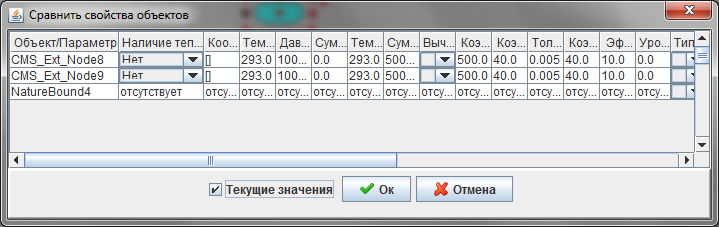 Сравнить свойства объектов
Объект/Параметр Наличие теп... Коо... Тем... Дав... Сум... Тем... Сум... Выч... Коэ... Коэ... Тол... Коэ... Эф... Уро... Тип
CMS_Ext_Node8 Нет [] 293.0 100... 0.0 293.0 500... 500.0 40.0 0.005 40.0 10.0 0.0
CMS_Ext_Node9 Нет [] 293.0 100... 0.0 293.0 500... 500.0 40.0 0.005 40.0 10.0 0.0
NatureBound4 отсутствует отсу... отсу... отсу... отсу... отсу... отсу... отсу... отсу... отсу... отсу... отсу... отсу... отсу...
Текущие значения Ок Отмена